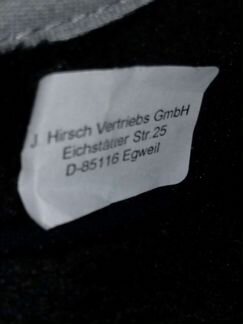 J. Hirsch Vertriebs GmbH
Eichstätter Str.25
D-85116 Egweil